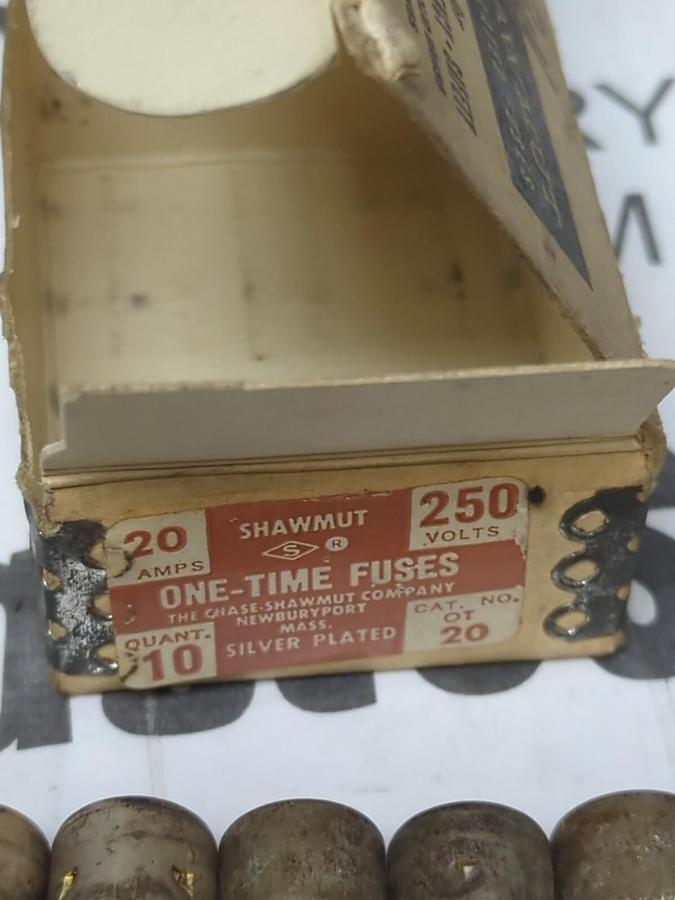 RY
M
20
AMPS
SHAWMUT
S ®
250
VOLTS
ONE-TIME FUSES
THE CHASE-SHAWMUT COMPANY
NEWBURYPORT
MASS.
SILVER PLATED
QUANT.
10
CAT. NO.
OT
20